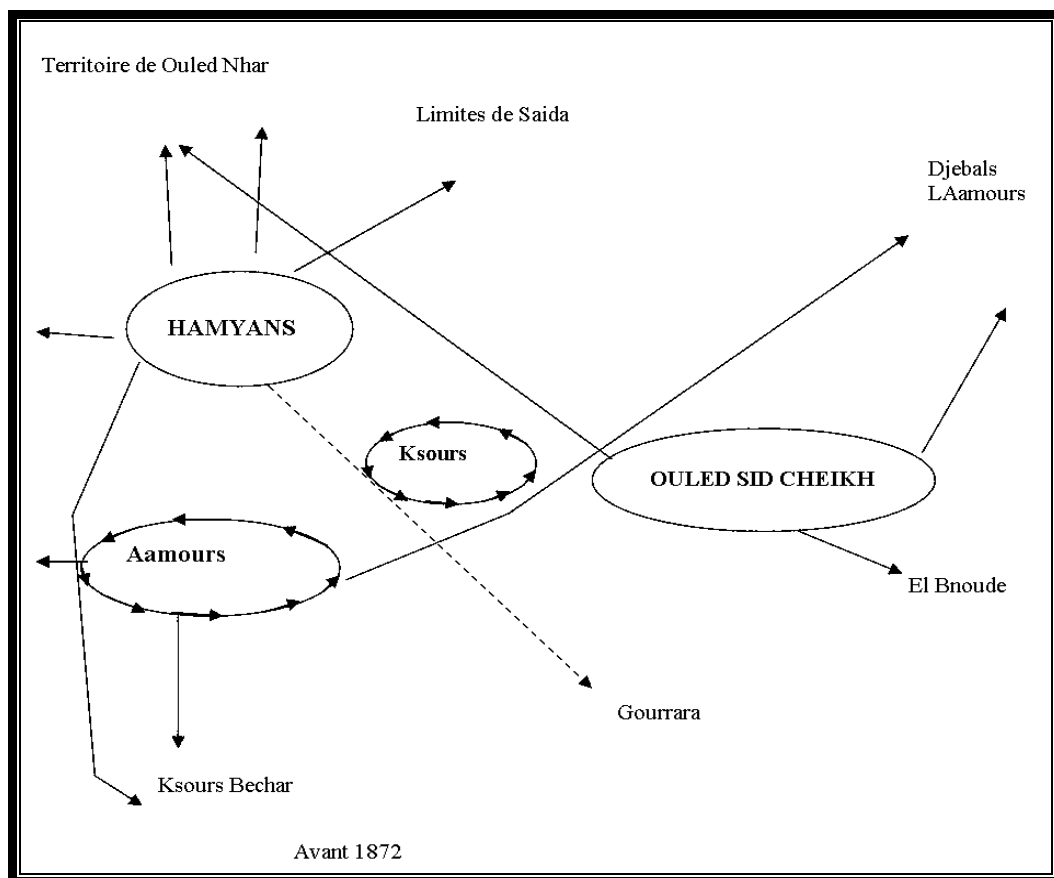 Territoire de Ouled Nhar
Limites de Saida
Djebals
LAamours
HAMYANS
Ksours
OULED SID CHEIKH
Aamours
El Bnoude
Gourrara
Ksours Bechar
Avant 1872